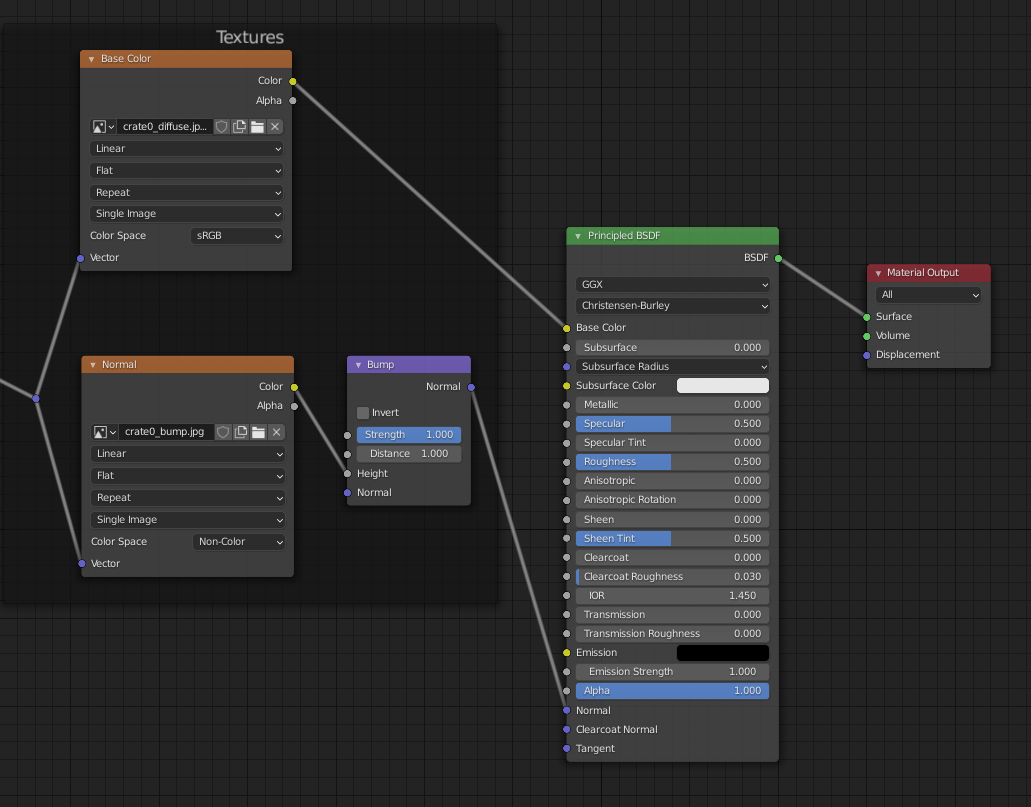 Textures
Base Color
Color
Alpha
crate0_diffuse.jp...
Linear
Flat
Repeat
Single Image
Color Space sRGB
Vector
Normal
Color
Alpha
crate0_bump.jpg
Linear
Flat
Repeat
Single Image
Color Space Non-Color
Vector
Bump
Normal
Invert
Strength 1.000
Distance 1.000
Height
Normal
Principled BSDF
BSDF
GGX
Christensen-Burley
Base Color
Subsurface 0.000
Subsurface Radius
Subsurface Color
Metallic 0.000
Specular 0.500
Specular Tint 0.000
Roughness 0.500
Anisotropic 0.000
Anisotropic Rotation 0.000
Sheen 0.000
Sheen Tint 0.500
Clearcoat 0.000
Clearcoat Roughness 0.030
IOR 1.450
Transmission 0.000
Transmission Roughness 0.000
Emission
Emission Strength 1.000
Alpha 1.000
Normal
Clearcoat Normal
Tangent
Material Output
All
Surface
Volume
Displacement